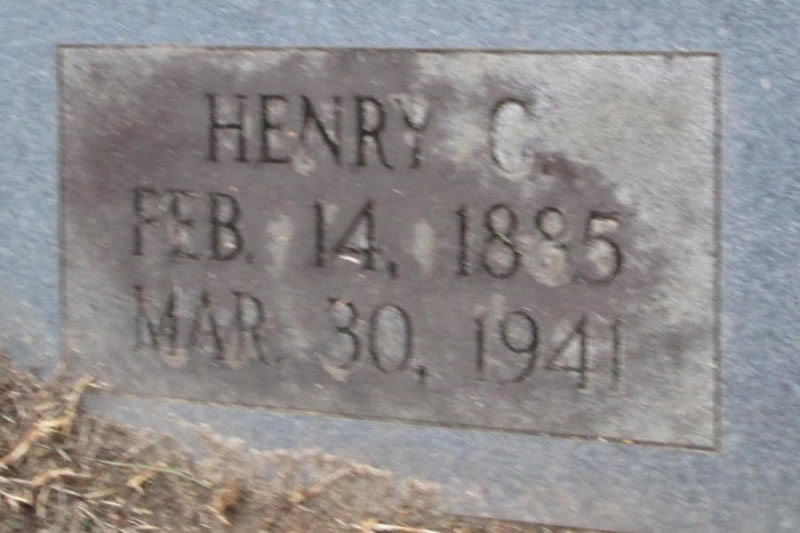 HENRY C.
FEB. 14, 1885
MAR. 30, 1941